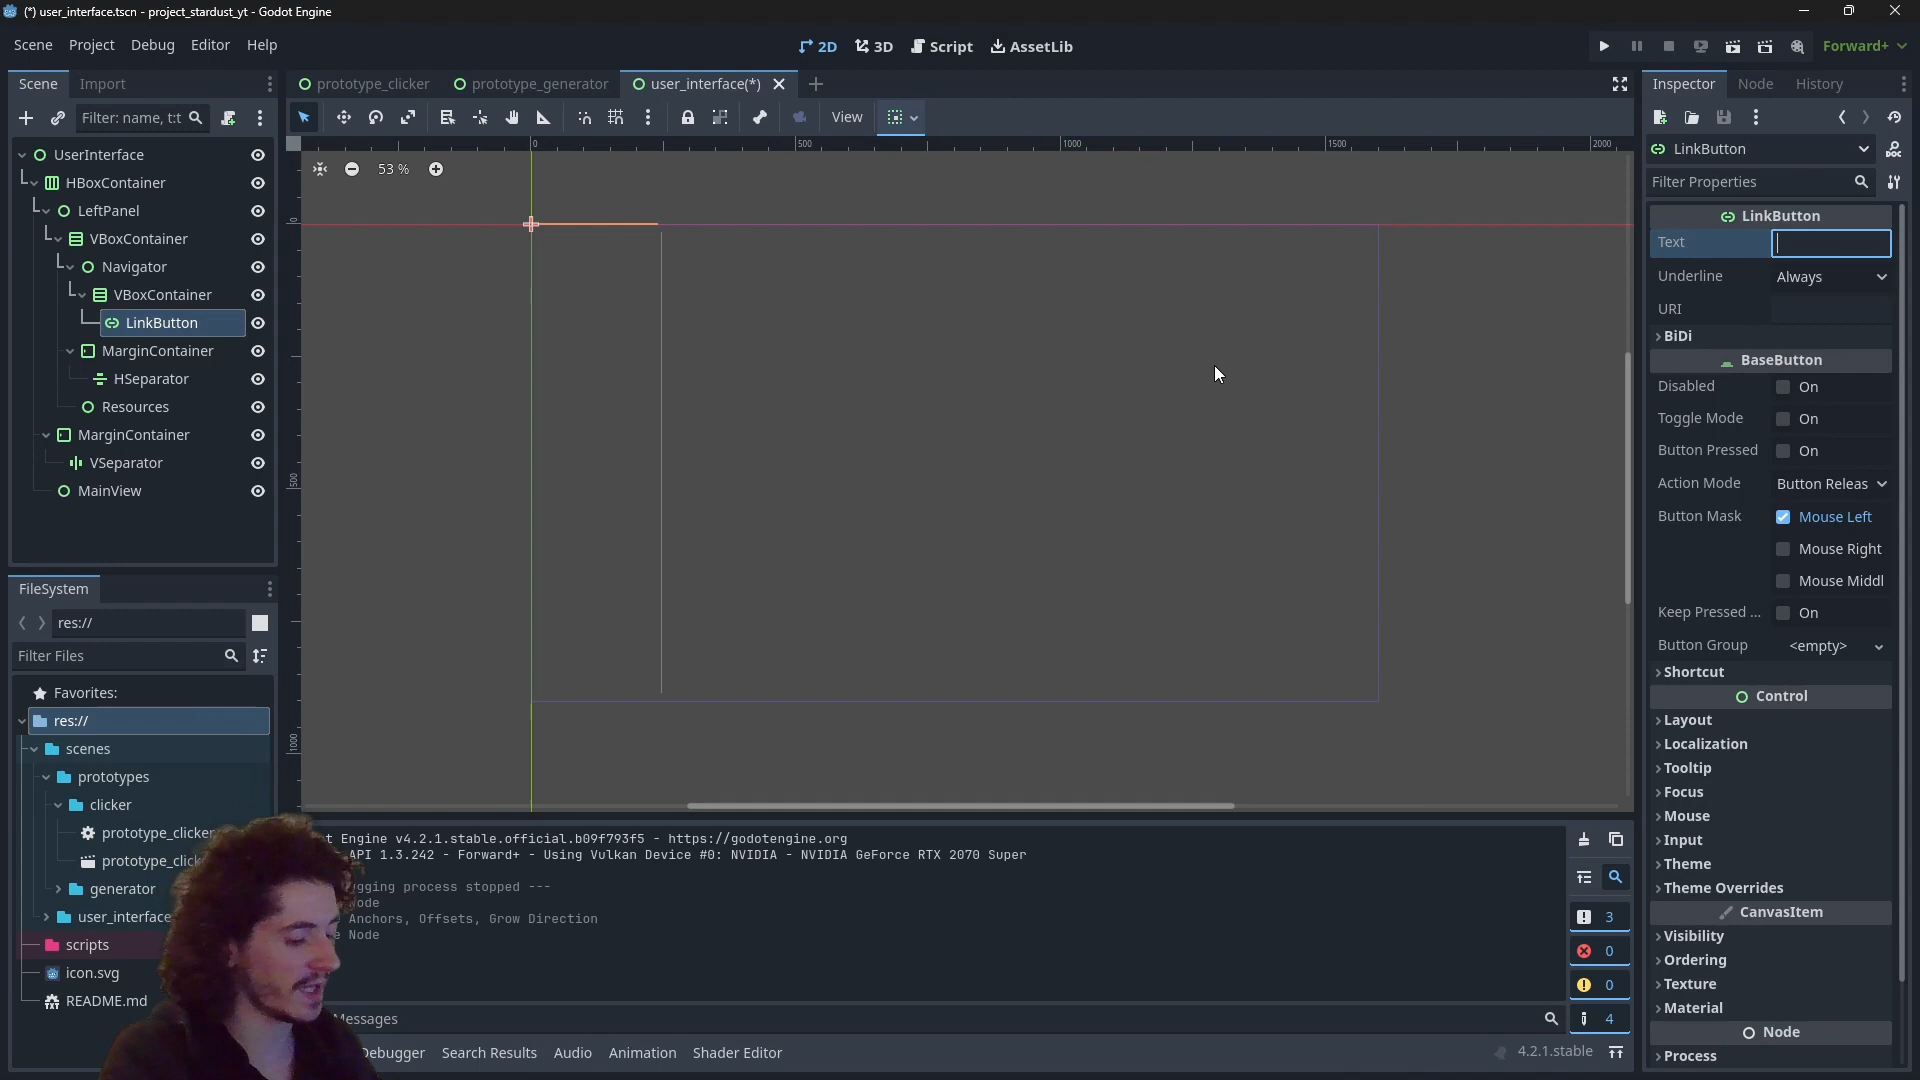 (*) user_interface.tscn - project_stardust_yt - Godot Engine
Scene Project Debug Editor Help
2D 3D Script AssetLib
Forward+
Scene Import
prototype_clicker prototype_generator user_interface(*)
Inspector Node History
Filter: name, t:t
View
LinkButton
Filter Properties
53 %
0 500 1000 1500 2000
0
500
1000
UserInterface
HBoxContainer
LeftPanel
VBoxContainer
Navigator
VBoxContainer
LinkButton
MarginContainer
HSeparator
Resources
MarginContainer
VSeparator
MainView
FileSystem
res://
Filter Files
Favorites:
res://
scenes
prototypes
clicker
prototype_clicker
generator
user_interface
scripts
icon.svg
README.md
Engine v4.2.1.stable.official.b09f793f5 - https://godotengine.org
API 1.3.242 - Forward+ - Using Vulkan Device #0: NVIDIA - NVIDIA GeForce RTX 2070 Super
process stopped ---
Anchors, Offsets, Grow Direction
Node
Messages
3
0
0
4
Debugger Search Results Audio Animation Shader Editor
4.2.1.stable
LinkButton
Text
Underline Always
URI
BiDi
BaseButton
Disabled On
Toggle Mode On
Button Pressed On
Action Mode Button Releas
Button Mask Mouse Left
Mouse Right
Mouse Middl
Keep Pressed ... On
Button Group <empty>
Shortcut
Control
Layout
Localization
Tooltip
Focus
Mouse
Input
Theme
Theme Overrides
CanvasItem
Visibility
Ordering
Texture
Material
Node
Process